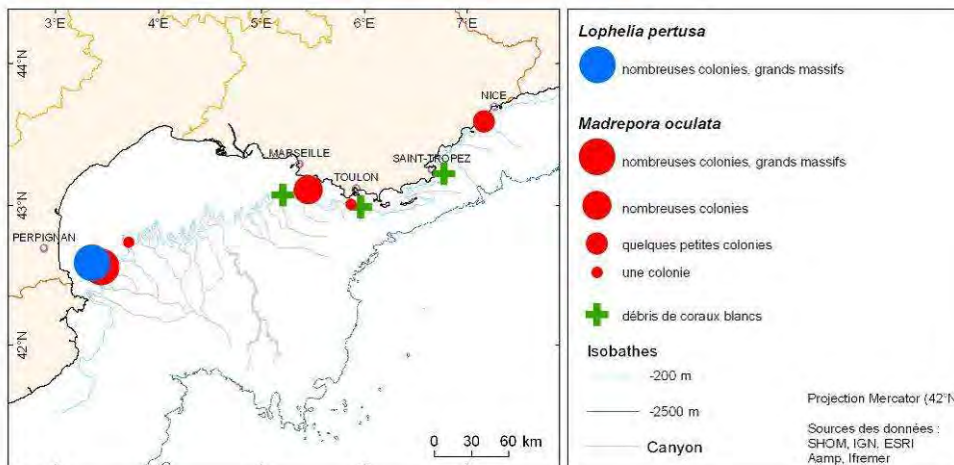 3°E 4°E 5°E 6°E 7°E
44°N
43°N
42°N
NICE
MARSEILLE
SAINT-TROPEZ
TOULON
PERPIGNAN
0 30 60 km
Lophelia pertusa
nombreuses colonies, grands massifs
Madrepora oculata
nombreuses colonies, grands massifs
nombreuses colonies
quelques petites colonies
une colonie
débris de coraux blancs
Isobathes
-200 m
-2500 m
Canyon
Projection Mercator (42°N
Sources des données :
SHOM, IGN, ESRI
Aamp, Ifremer